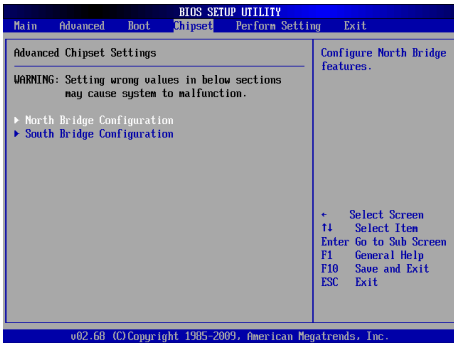 BIOS SETUP UTILITY
Main Advanced Boot Chipset Perform Setting Exit
Advanced Chipset Settings
WARNING: Setting wrong values in below sections
may cause system to malfunction.
▶ North Bridge Configuration
▶ South Bridge Configuration
Configure North Bridge
features.
← Select Screen
↑↓ Select Item
Enter Go to Sub Screen
F1 General Help
F10 Save and Exit
ESC Exit
v02.68 (C)Copyright 1985-2009, American Megatrends, Inc.